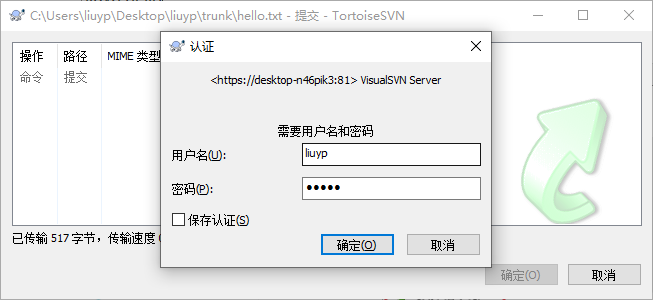 C:\Users\liuyp\Desktop\liuyp\trunk\hello.txt - 提交 - TortoiseSVN
操作 路径 MIME 类型
命令 提交
认证
<https://desktop-n46pik3:81> VisualSVN Server
需要用户名和密码
用户名(U): liuyp
密码(P): •••••
保存认证(S)
确定(O) 取消
已传输 517 字节，传输速度
确定(O) 取消